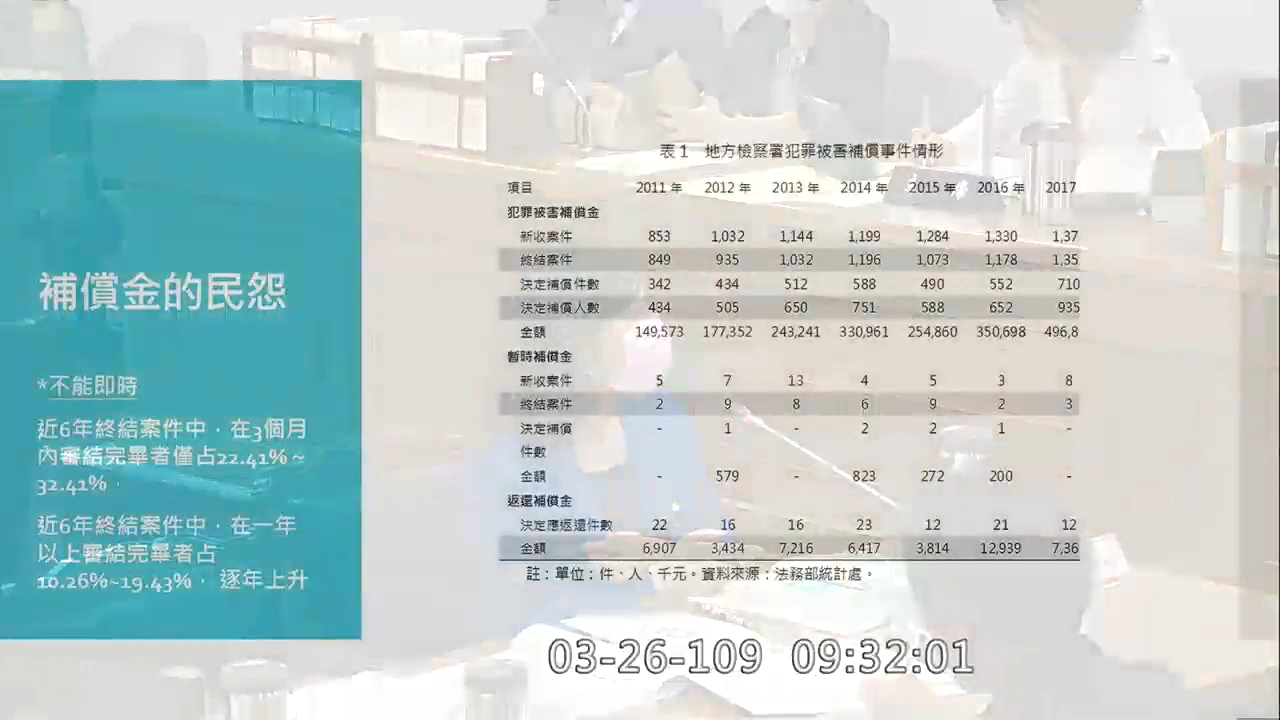 補償金的民怨
*不能即時
近6年終結案件中，在3個月
內審結完畢者僅占22.41%～
32.41%，
近6年終結案件中，在一年
以上審結完畢者占
10.26%~19.43%， 逐年上升
表 1　地方檢察署犯罪被害補償事件情形
項目 2011 年 2012 年 2013 年 2014 年 2015 年 2016 年 2017
犯罪被害補償金
新收案件 853 1,032 1,144 1,199 1,284 1,330 1,37
終結案件 849 935 1,032 1,196 1,073 1,178 1,35
決定補償件數 342 434 512 588 490 552 710
決定補償人數 434 505 650 751 588 652 935
金額 149,573 177,352 243,241 330,961 254,860 350,698 496,8
暫時補償金
新收案件 5 7 13 4 5 3 8
終結案件 2 9 8 6 9 2 3
決定補償 - 1 - 2 2 1 -
件數
金額 - 579 - 823 272 200 -
返還補償金
決定應返還件數 22 16 16 23 12 21 12
金額 6,907 3,434 7,216 6,417 3,814 12,939 7,36
註：單位：件、人、千元。資料來源：法務部統計處。
03-26-109 09:32:01